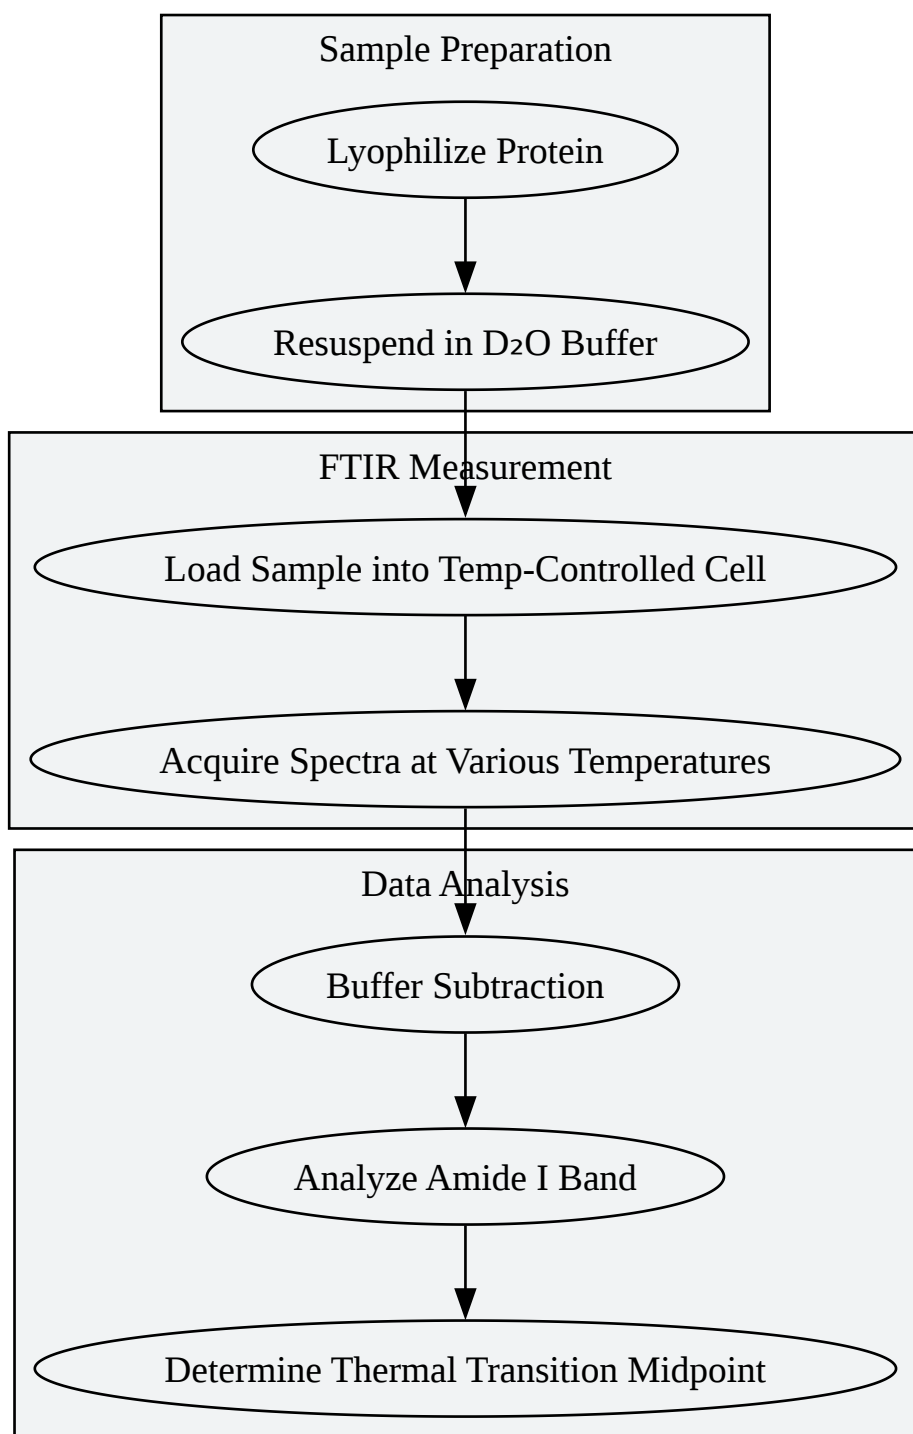 Sample Preparation
Lyophilize Protein
Resuspend in D₂O Buffer
FTIR Measurement
Load Sample into Temp-Controlled Cell
Acquire Spectra at Various Temperatures
Data Analysis
Buffer Subtraction
Analyze Amide I Band
Determine Thermal Transition Midpoint